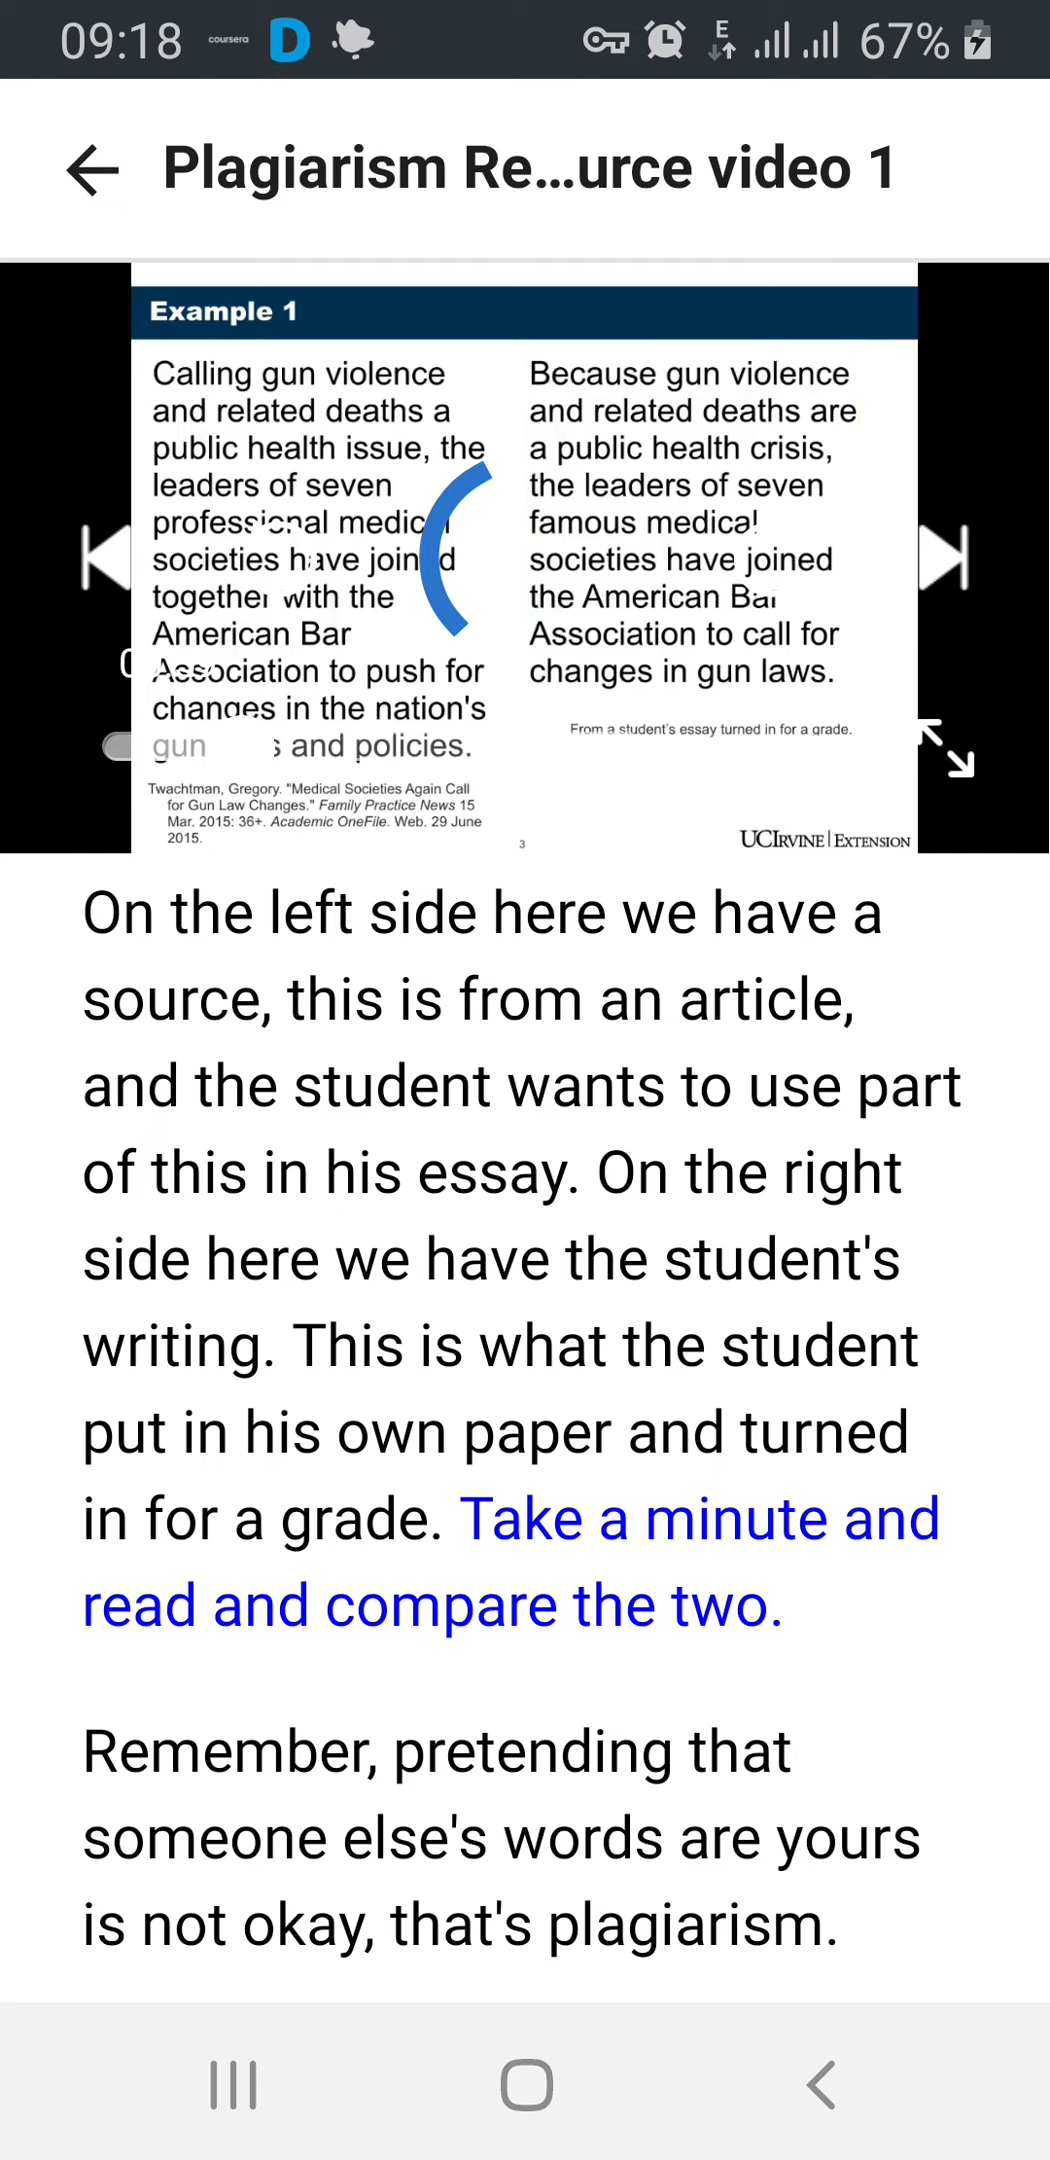 09:18 coursera D E 67%
Plagiarism Re...urce video 1
Example 1
Calling gun violence
and related deaths a
public health issue, the
leaders of seven
professional medical
societies have joined
together with the
American Bar
Association to push for
changes in the nation's
gun and policies.
Twachtman, Gregory. "Medical Societies Again Call
for Gun Law Changes." Family Practice News 15
Mar. 2015: 36+. Academic OneFile. Web. 29 June
2015.
Because gun violence
and related deaths are
a public health crisis,
the leaders of seven
famous medical
societies have joined
the American Bar
Association to call for
changes in gun laws.
From a student's essay turned in for a grade.
3
UCIRVINE | EXTENSION
On the left side here we have a
source, this is from an article,
and the student wants to use part
of this in his essay. On the right
side here we have the student's
writing. This is what the student
put in his own paper and turned
in for a grade. Take a minute and
read and compare the two.
Remember, pretending that
someone else's words are yours
is not okay, that's plagiarism.